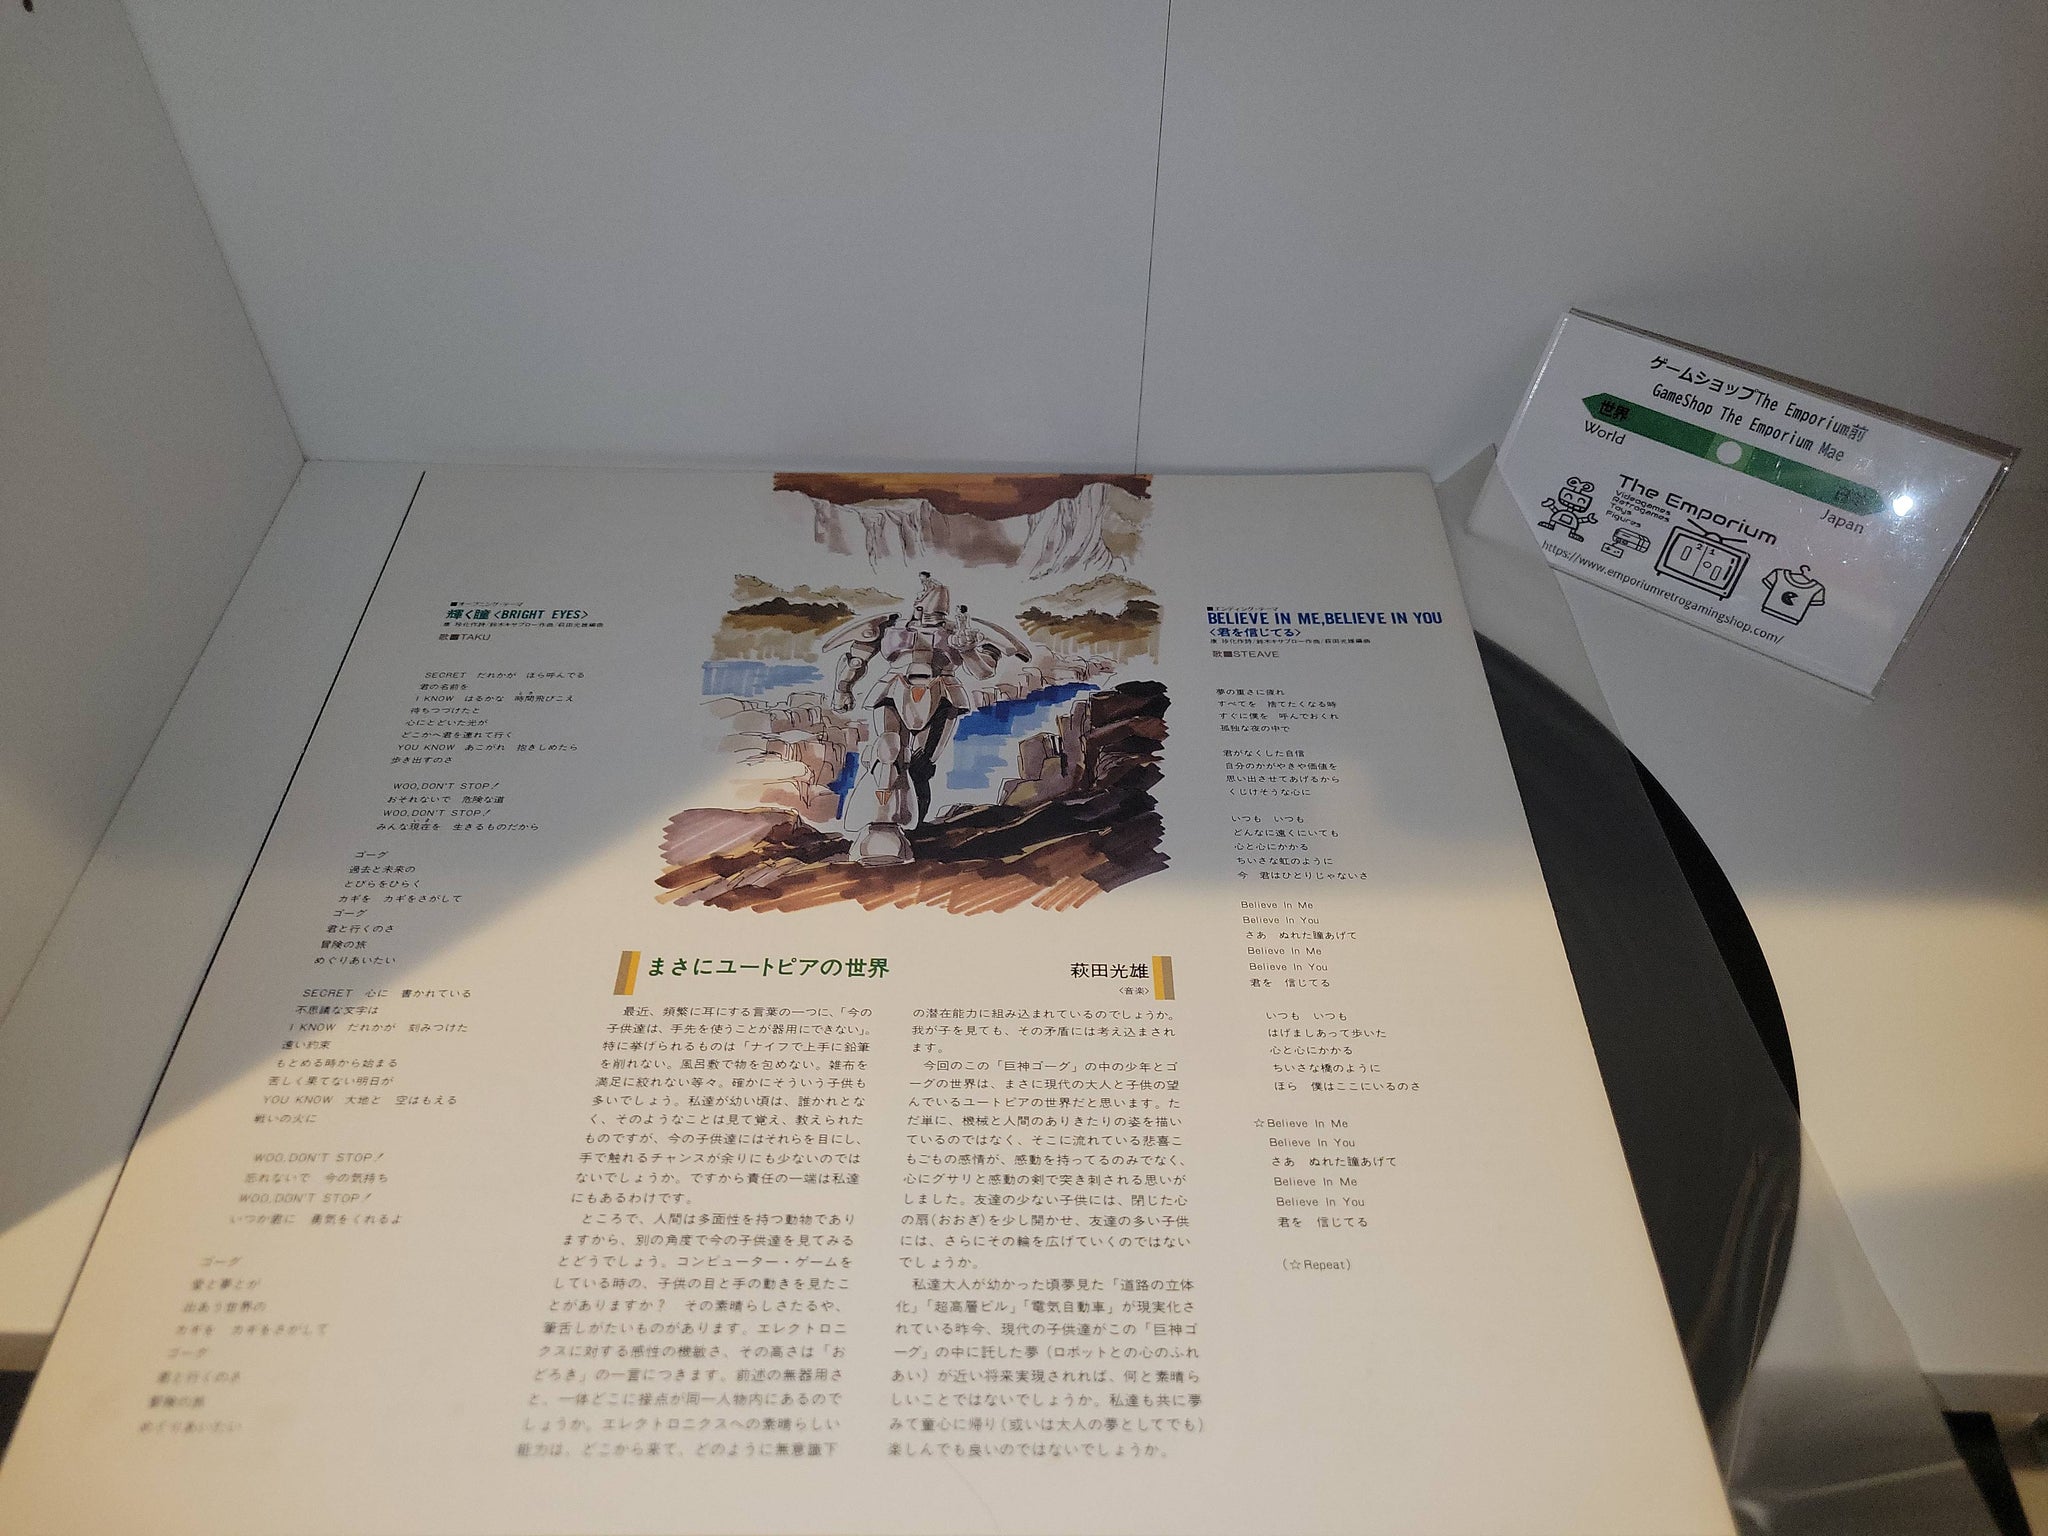 ■オープニング・テーマ
輝く瞳<BRIGHT EYES>
康 珍化作詩/鈴木キサブロー作曲/萩田光雄編曲
歌■TAKU
SECRET だれかが ほら呼んでる
君の名前を
I KNOW はるかな 時間飛びこえ
待ちつづけたと
心にとどいた光が
どこかへ君を連れて行く
YOU KNOW あこがれ 抱きしめたら
歩き出すのさ
WOO,DON'T STOP!
おそれないで 危険な道
WOO,DON'T STOP!
みんな現在を 生きるものだから
ゴーグ
過去と未来の
とびらをひらく
カギを カギをさがして
ゴーグ
君と行くのさ
冒険の旅
めぐりあいたい
SECRET 心に 書かれている
不思議な文字は
I KNOW だれかが 刻みつけた
遠い約束
もとめる時から始まる
苦しく果てない明日が
YOU KNOW 大地と 空はもえる
戦いの火に
WOO,DON'T STOP!
忘れないで 今の気持ち
WOO,DON'T STOP!
いつか君に 勇気をくれるよ
ゴーグ
愛と夢とが
出あう世界の
カギを カギをさがして
ゴーグ
君と行くのさ
冒険の旅
めぐりあいたい
まさにユートピアの世界
萩田光雄
<音楽>
最近、頻繁に耳にする言葉の一つに、「今の
子供達は、手先を使うことが器用にできない」。
特に挙げられるものは「ナイフで上手に鉛筆
を削れない。風呂敷で物を包めない。雑布を
満足に絞れない等々。確かにそういう子供も
多いでしょう。私達が幼い頃は、誰かれとな
く、そのようなことは見て覚え、教えられた
ものですが、今の子供達にはそれらを目にし、
手で触れるチャンスが余りにも少ないのでは
ないでしょうか。ですから責任の一端は私達
にもあるわけです。
ところで、人間は多面性を持つ動物であり
ますから、別の角度で今の子供達を見てみる
とどうでしょう。コンピューター・ゲームを
している時の、子供の目と手の動きを見たこ
とがありますか? その素晴らしさたるや、
筆舌しがたいものがあります。エレクトロニ
クスに対する感性の機敏さ、その高さは「お
どろき」の一言につきます。前述の無器用さ
と、一体どこに接点が同一人物内にあるので
しょうか。エレクトロニクスへの素晴らしい
能力は、どこから来て、どのように無意識下
の潜在能力に組み込まれているのでしょうか。
我が子を見ても、その矛盾には考え込まされ
ます。
今回のこの「巨神ゴーグ」の中の少年とゴ
ーグの世界は、まさに現代の大人と子供の望
んでいるユートピアの世界だと思います。た
だ単に、機械と人間のありきたりの姿を描い
ているのではなく、そこに流れている悲喜こ
もごもの感情が、感動を持ってるのみでなく、
心にグサリと感動の剣で突き刺される思いが
しました。友達の少ない子供には、閉じた心
の扇(おおぎ)を少し開かせ、友達の多い子供
には、さらにその輪を広げていくのではない
でしょうか。
私達大人が幼かった頃夢見た「道路の立体
化」「超高層ビル」「電気自動車」が現実化さ
れている昨今、現代の子供達がこの「巨神ゴ
ーグ」の中に託した夢(ロボットとの心のふれ
あい)が近い将来実現されれば、何と素晴ら
しいことではないでしょうか。私達も共に夢
みて童心に帰り(或いは大人の夢としてでも)
楽しんでも良いのではないでしょうか。
■エンディング・テーマ
BELIEVE IN ME,BELIEVE IN YOU
<君を信じてる>
康 珍化作詩/鈴木キサブロー作曲/萩田光雄編曲
歌■STEAVE
夢の重さに疲れ
すべてを 捨てたくなる時
すぐに僕を 呼んでおくれ
孤独な夜の中で
君がなくした自信
自分のかがやきや価値を
思い出させてあげるから
くじけそうな心に
いつも いつも
どんなに遠くにいても
心と心にかかる
ちいさな虹のように
今 君はひとりじゃないさ
Believe In Me
Believe In You
さあ ぬれた瞳あげて
Believe In Me
Believe In You
君を 信じてる
いつも いつも
はげましあって歩いた
心と心にかかる
ちいさな橋のように
ほら 僕はここにいるのさ
☆Believe In Me
Believe In You
さあ ぬれた瞳あげて
Believe In Me
Believe In You
君を 信じてる
(☆Repeat)
ゲームショップThe Emporium前
GameShop The Emporium Mae
世界
World
日本
Japan
The Emporium
Videogames
Retrogames
Toys
Figures
2 1
https://www.emporiumretrogamingshop.com/